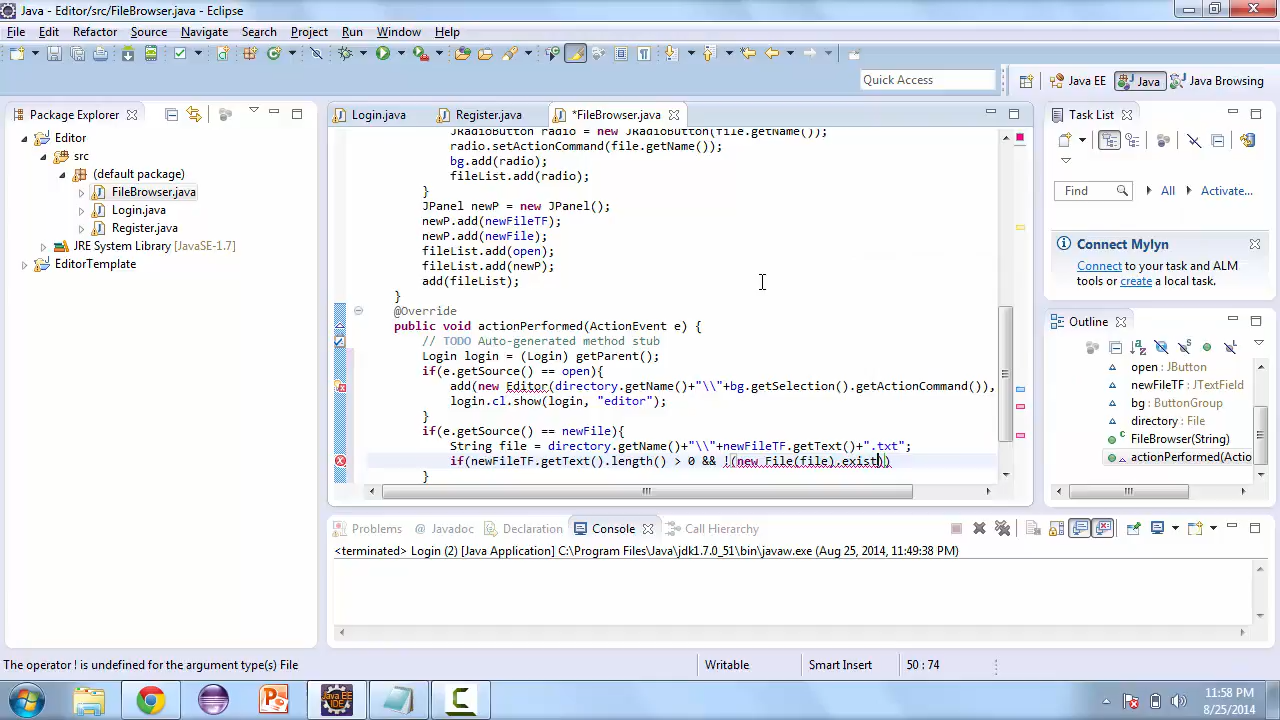 Java - Editor/src/FileBrowser.java - Eclipse
File Edit Refactor Source Navigate Search Project Run Window Help
Quick Access
Java EE Java Java Browsing
Package Explorer
Editor
src
(default package)
FileBrowser.java
Login.java
Register.java
JRE System Library [JavaSE-1.7]
EditorTemplate
Login.java Register.java *FileBrowser.java
JRadioButton radio = new JRadioButton(file.getName());
radio.setActionCommand(file.getName());
bg.add(radio);
fileList.add(radio);
}
JPanel newP = new JPanel();
newP.add(newFileTF);
newP.add(newFile);
fileList.add(open);
fileList.add(newP);
add(fileList);
}
@Override
public void actionPerformed(ActionEvent e) {
// TODO Auto-generated method stub
Login login = (Login) getParent();
if(e.getSource() == open){
add(new Editor(directory.getName()+"\\"+bg.getSelection().getActionCommand()),
login.cl.show(login, "editor");
}
if(e.getSource() == newFile){
String file = directory.getName()+"\\"+newFileTF.getText()+".txt";
if(newFileTF.getText().length() > 0 && !(new File(file).exist))
}
Task List
Find All Activate...
Connect Mylyn
Connect to your task and ALM
tools or create a local task.
Outline
open: JButton
newFileTF: JTextField
bg: ButtonGroup
directory: File
FileBrowser(String)
actionPerformed(Actio
Problems @ Javadoc Declaration Console Call Hierarchy
<terminated> Login (2) [Java Application] C:\Program Files\Java\jdk1.7.0_51\bin\javaw.exe (Aug 25, 2014, 11:49:38 PM)
The operator ! is undefined for the argument type(s) File
Writable Smart Insert 50 : 74
Java EE
IDE
11:58 PM
8/25/2014